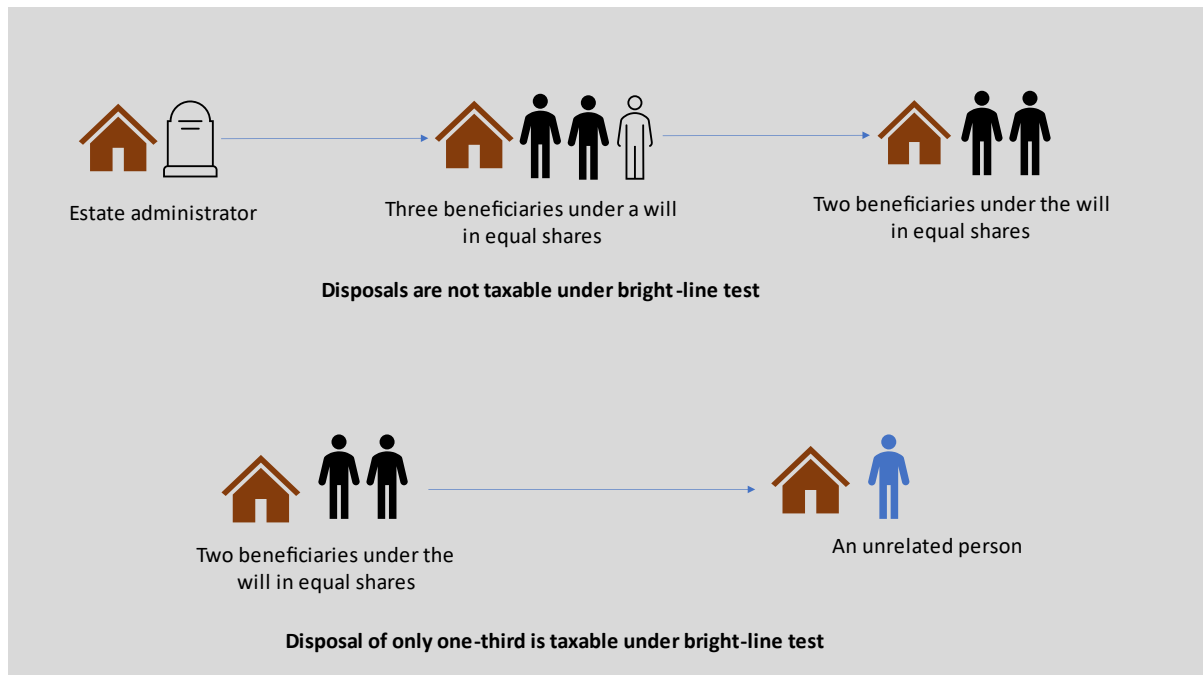 Estate administrator
Three beneficiaries under a will
in equal shares
Two beneficiaries under the will
in equal shares
Disposals are not taxable under bright-line test
Two beneficiaries under the
will in equal shares
An unrelated person
Disposal of only one-third is taxable under bright-line test